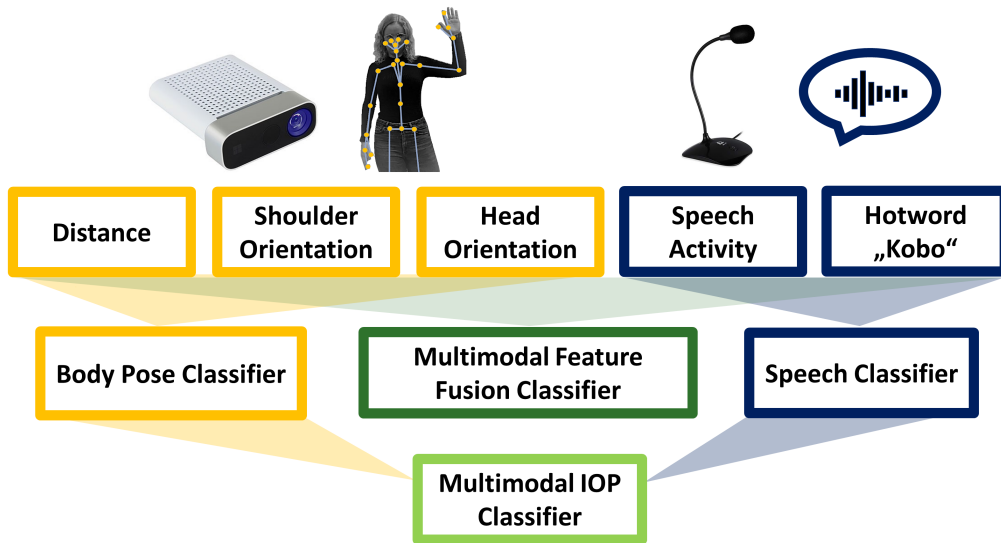 Distance
Shoulder
Orientation
Head
Orientation
Speech
Activity
Hotword
„Kobo“
Body Pose Classifier
Multimodal Feature
Fusion Classifier
Speech Classifier
Multimodal IOP
Classifier